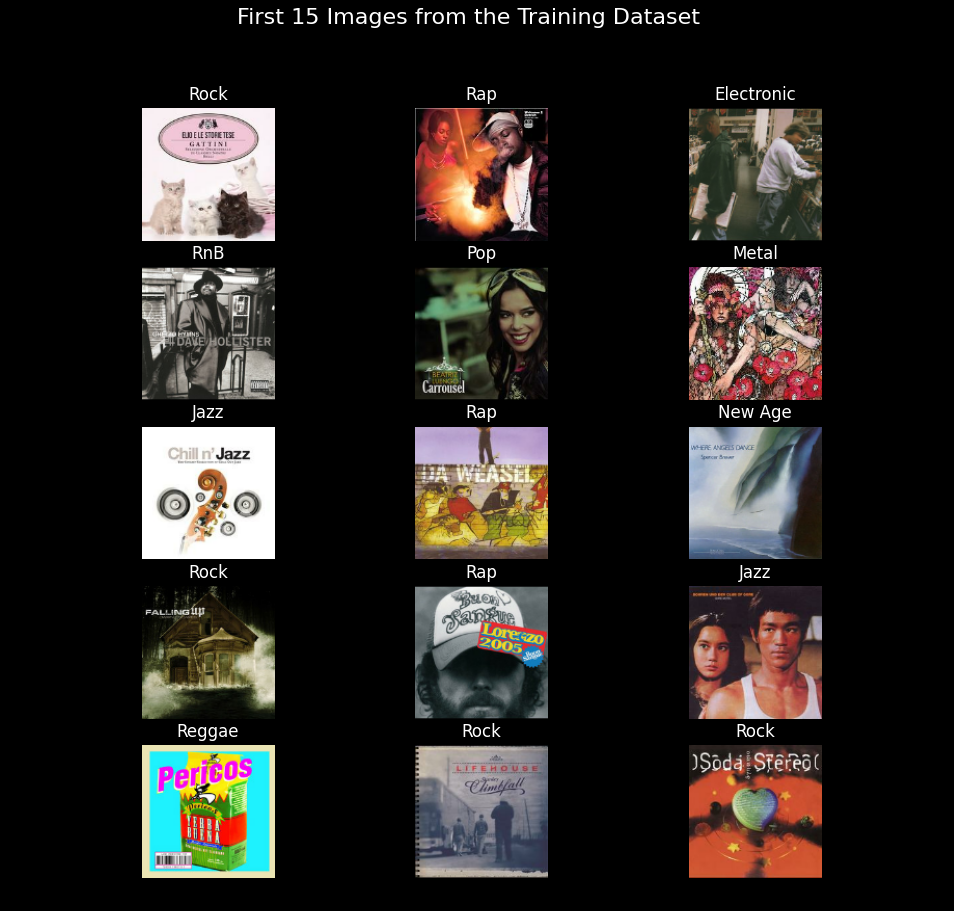 First 15 Images from the Training Dataset
Rock
Rap
Electronic
ELIO E LE STORIE TESE
GATTINI
RnB
Pop
Metal
DAVE HOLLISTER
BEATRIZ
LUENGO
Carrousel
Jazz
Rap
New Age
Chill n' Jazz
DA WEASEL
WHERE ANGELS DANCE
Spencer Brewer
Rock
Rap
Jazz
FALLING up
Buon
Sangue
Lorenzo
2005
Reggae
Rock
Rock
Pericos
YERBA
BUENA
LIFEHOUSE
Stanley
Climbfall
Soda Stereo